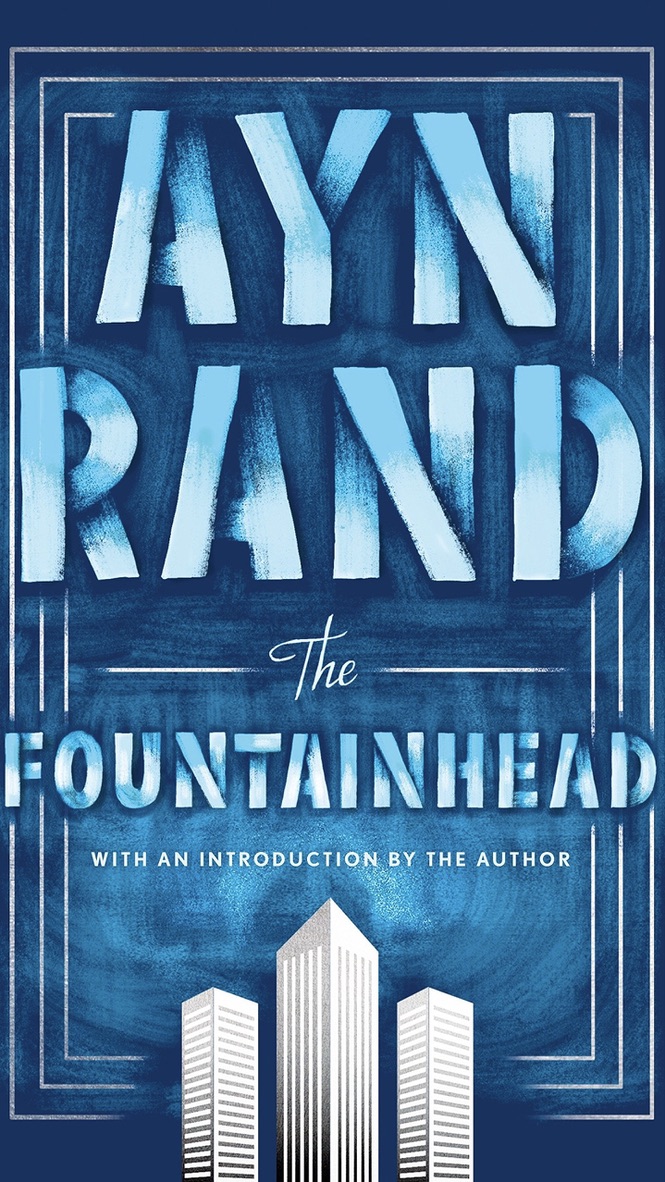 AYN
RAND
The
FOUNTAINHEAD
WITH AN INTRODUCTION BY THE AUTHOR